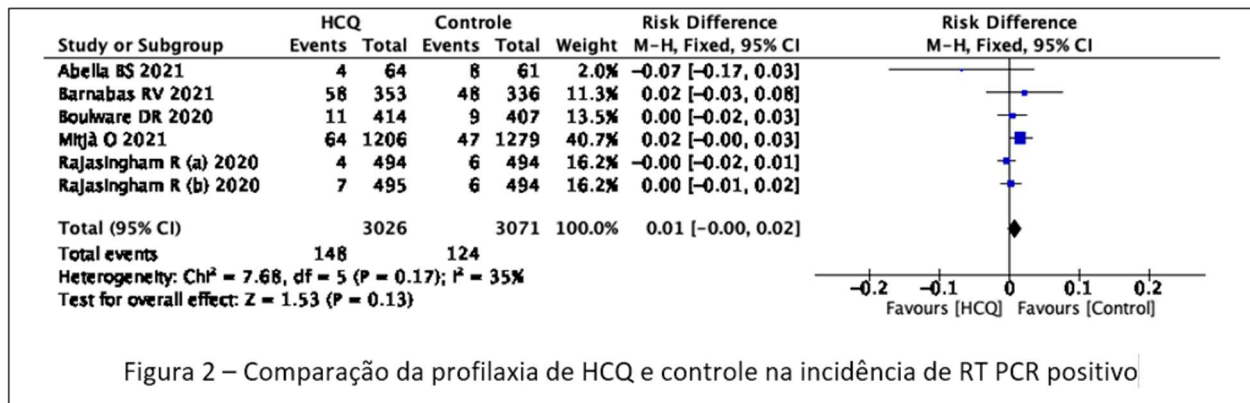 HCQ Controle Risk Difference Risk Difference
Study or Subgroup Events Total Events Total Weight M-H, Fixed, 95% CI M-H, Fixed, 95% CI
Abella BS 2021 4 64 8 61 2.0% −0.07 [−0.17, 0.03]
Barnabas RV 2021 58 353 48 336 11.3% 0.02 [−0.03, 0.08]
Boulware DR 2020 11 414 9 407 13.5% 0.00 [−0.02, 0.03]
Mitjà O 2021 64 1206 47 1279 40.7% 0.02 [−0.00, 0.03]
Rajasingham R (a) 2020 4 494 6 494 16.2% −0.00 [−0.02, 0.01]
Rajasingham R (b) 2020 7 495 6 494 16.2% 0.00 [−0.01, 0.02]
Total (95% CI) 3026 3071 100.0% 0.01 [−0.00, 0.02]
Total events 148 124
Heterogeneity: Chi² = 7.68, df = 5 (P = 0.17); I² = 35%
Test for overall effect: Z = 1.53 (P = 0.13)
−0.2 −0.1 0 0.1 0.2
Favours [HCQ] Favours [Control]
Figura 2 – Comparação da profilaxia de HCQ e controle na incidência de RT PCR positivo